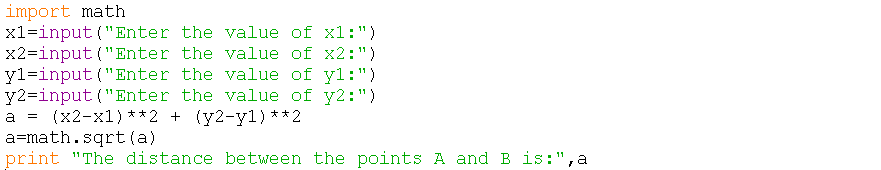 import math
x1=input("Enter the value of x1:")
x2=input("Enter the value of x2:")
y1=input("Enter the value of y1:")
y2=input("Enter the value of y2:")
a = (x2-x1)**2 + (y2-y1)**2
a=math.sqrt(a)
print "The distance between the points A and B is:",a